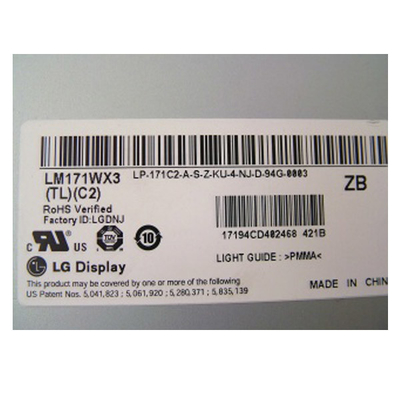 LM171WX3 LP-171C2-A-S-Z-KU-4-NJ-D-94G-0003
(TL)(C2) ZB
RoHS Verified
Factory ID:LGDNJ
10
17194CD402468 421B
LG Display
LIGHT GUIDE : >PMMA<
This product may be covered by one or more of the following
US Patent Nos. 5,041,823 ; 5,061,920 ; 5,280,371 ; 5,835,139
MADE IN CHIN